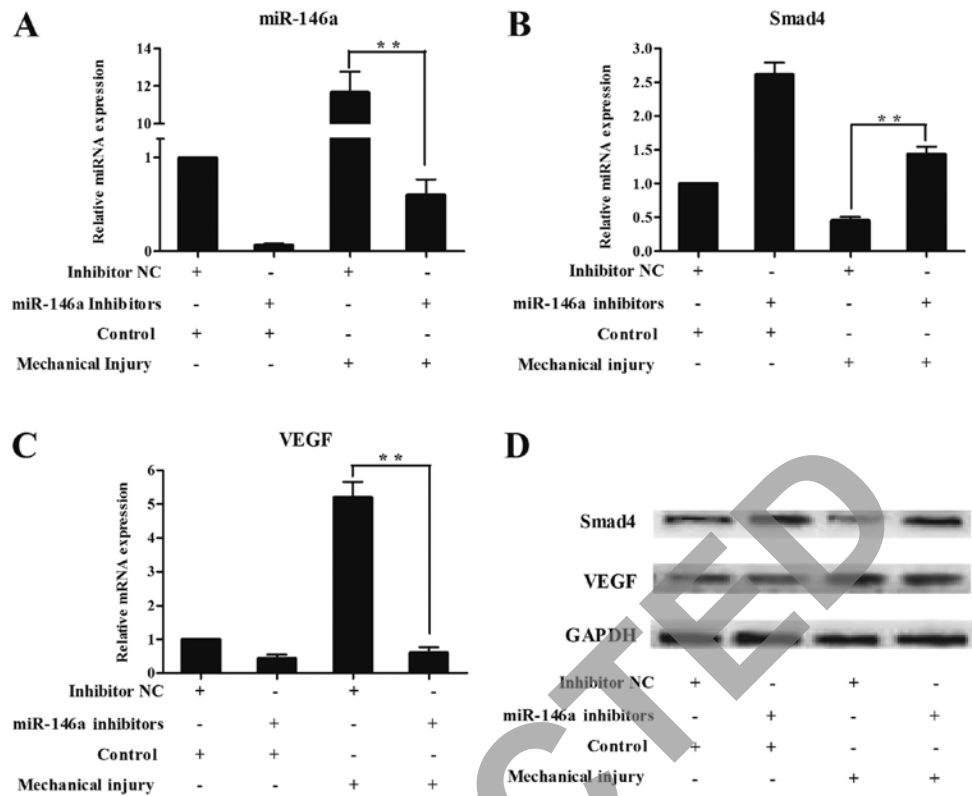 A
miR-146a
Relative miRNA expression
14
12
10
1
0
* *
Inhibitor NC + - + -
miR-146a Inhibitors - + - +
Control + + - -
Mechanical Injury - - + +
B
Smad4
Relative miRNA expression
3.0
2.5
2.0
1.5
1.0
0.5
0.0
* *
Inhibitor NC + - + -
miR-146a inhibitors - + - +
Control + + - -
Mechanical injury - - + +
C
VEGF
Relative mRNA expression
6
5
4
3
2
1
0
* *
Inhibitor NC + - + -
miR-146a inhibitors - + - +
Control + + - -
Mechanical injury - - + +
D
Smad4
VEGF
GAPDH
Inhibitor NC + - + -
miR-146a inhibitors - + - +
Control + + - -
Mechanical injury - - + +
CTED